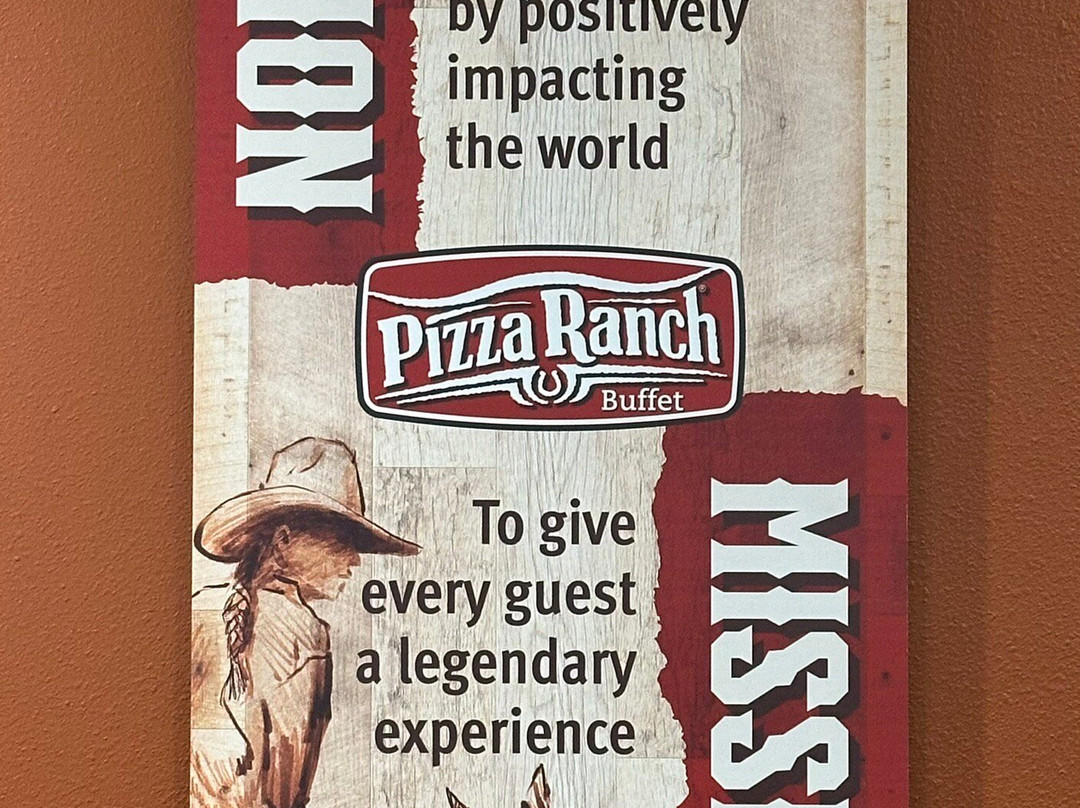 by positively
impacting
the world
Pizza Ranch®
Buffet
To give
every guest
a legendary
experience